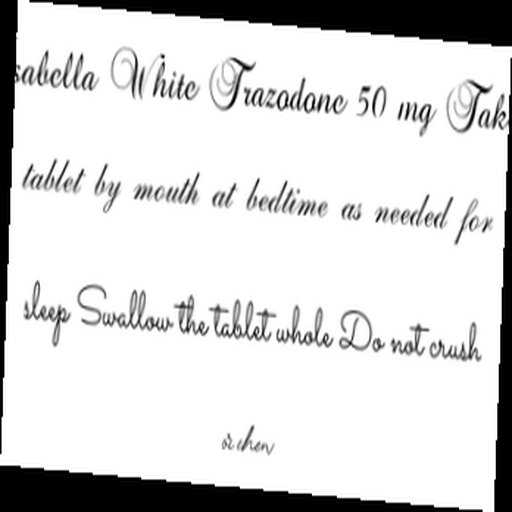 sabella White Trazodone 50 mg Tak
tablet by mouth at bedtime as needed for
sleep Swallow the tablet whole Do not crush
or chew